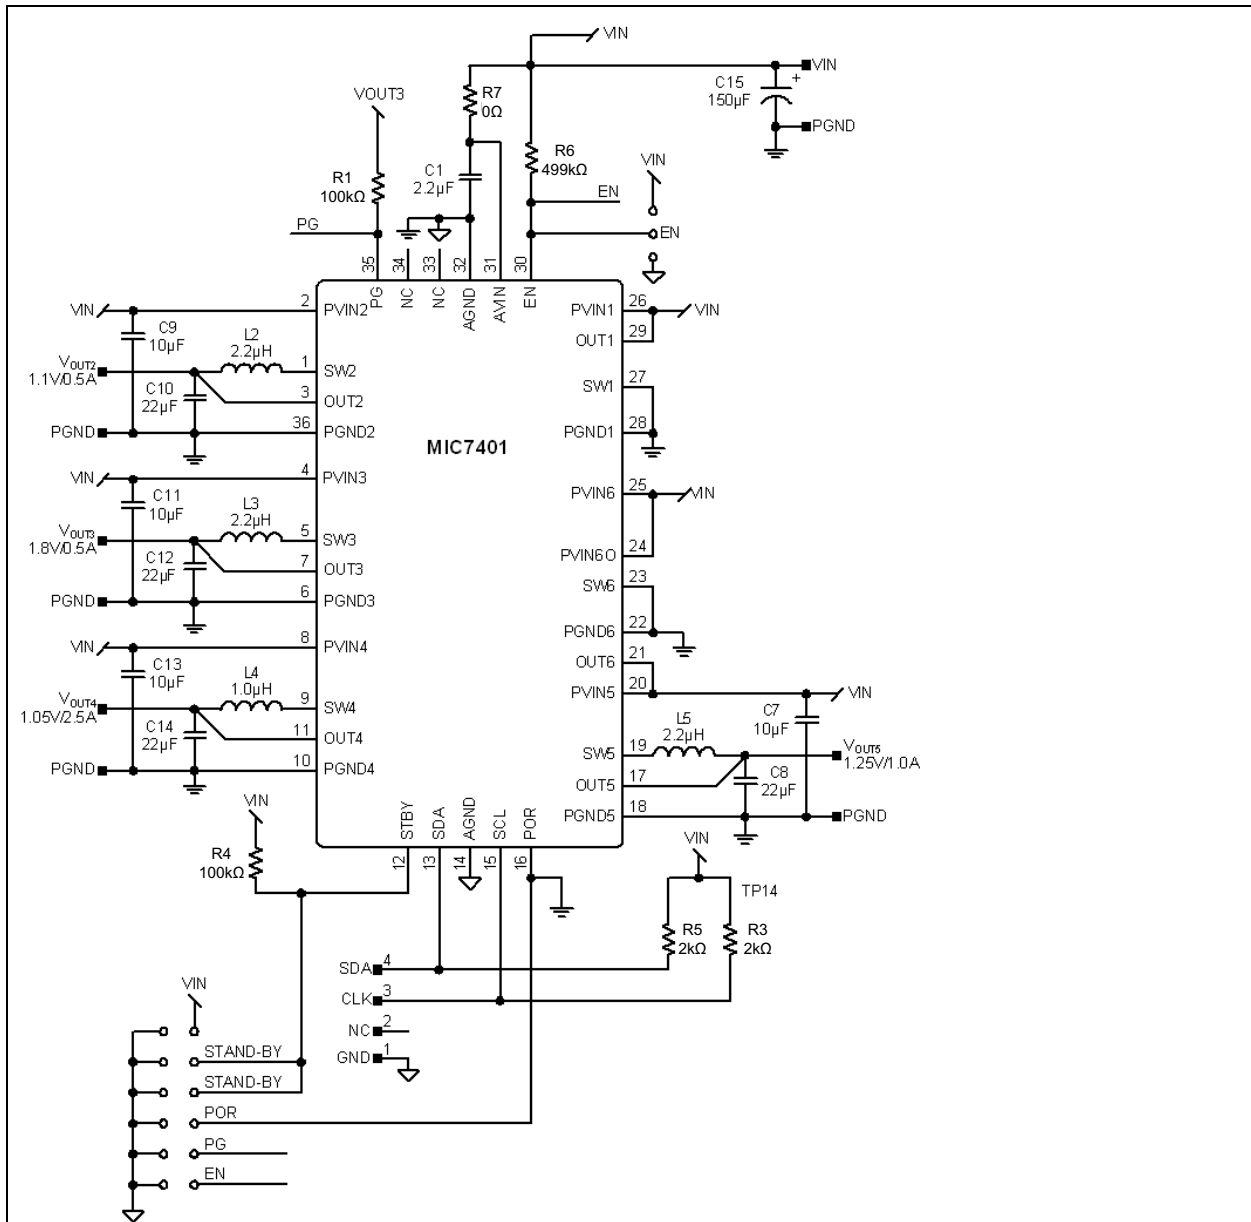 VIN
VIN
C15
+
150µF
PGND
R7
0Ω
VOUT3
R6
499kΩ
VIN
C1
2.2µF
R1
100kΩ
EN
PG
EN
35
34
33
32
31
30
PG
NC
NC
AGND
AVIN
EN
VIN
2
PVIN2
C9
10µF
L2
2.2µH
VOUT2
1.1V/0.5A
1
SW2
C10
22µF
3
OUT2
PGND
36
PGND2
MIC7401
VIN
4
PVIN3
C11
10µF
L3
2.2µH
VOUT3
1.8V/0.5A
5
SW3
C12
22µF
7
OUT3
PGND
6
PGND3
VIN
8
PVIN4
C13
10µF
L4
1.0µH
VOUT4
1.05V/2.5A
9
SW4
C14
22µF
11
OUT4
PGND
10
PGND4
PVIN1
26
VIN
OUT1
29
SW1
27
PGND1
28
PVIN6
25
VIN
PVIN6O
24
SW6
23
PGND6
22
OUT6
21
PVIN5
20
VIN
C7
10µF
L5
2.2µH
SW5
19
VOUT5
1.25V/1.0A
OUT5
17
C8
22µF
PGND5
18
PGND
STBY
SDA
AGND
SCL
POR
12
13
14
15
16
VIN
R4
100kΩ
VIN
TP14
R5
2kΩ
R3
2kΩ
SDA
4
CLK
3
NC
2
GND
1
VIN
STAND-BY
STAND-BY
POR
PG
EN